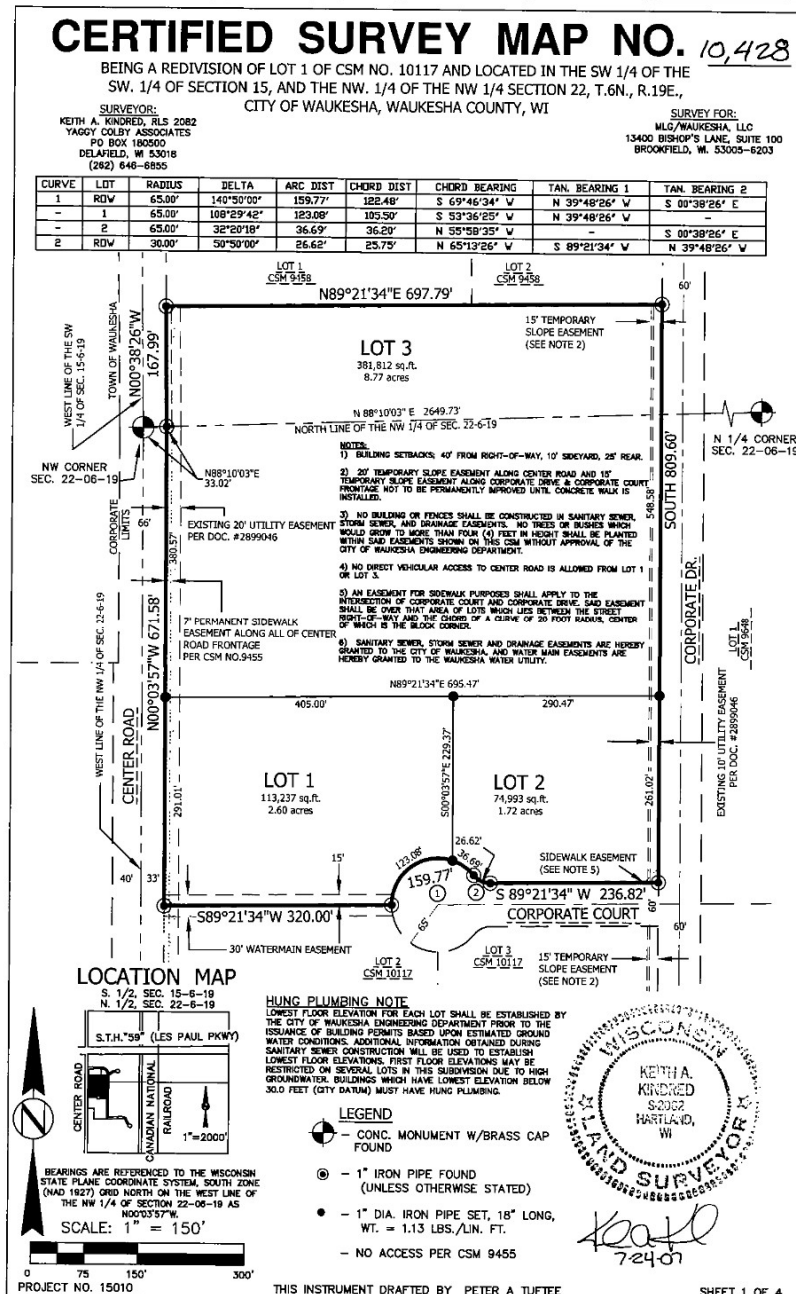 CERTIFIED SURVEY MAP NO. 10,428
BEING A REDIVISION OF LOT 1 OF CSM NO. 10117 AND LOCATED IN THE SW 1/4 OF THE
SW. 1/4 OF SECTION 15, AND THE NW. 1/4 OF THE NW 1/4 SECTION 22, T.6N., R.19E.,
CITY OF WAUKESHA, WAUKESHA COUNTY, WI
SURVEYOR:
KEITH A. KINDRED, RLS 2082
YAGGY COLBY ASSOCIATES
PO BOX 180500
DELAFIELD, WI 53018
(262) 646-6855
SURVEY FOR:
MLG/WAUKESHA, LLC
13400 BISHOP'S LANE, SUITE 100
BROOKFIELD, WI. 53005-6203
CURVE LOT RADIUS DELTA ARC DIST CHORD DIST CHORD BEARING TAN. BEARING 1 TAN. BEARING 2
1 ROW 65.00' 140°50'00" 159.77' 122.48' S 69°46'34" W N 39°48'26" W S 00°38'26" E
- 1 65.00' 108°29'42" 123.08' 105.50' S 53°36'25" W N 39°48'26" W -
- 2 65.00' 32°20'18" 36.69' 36.20' N 55°58'35" W - S 00°38'26" E
2 ROW 30.00' 50°50'00" 26.62' 25.75' N 65°13'26" W S 89°21'34" W N 39°48'26" W
LOT 1
CSM 9458
LOT 2
CSM 9458
N89°21'34"E 697.79'
60'
15' TEMPORARY
SLOPE EASEMENT
(SEE NOTE 2)
WEST LINE OF THE SW
1/4 OF SEC. 15-6-19
TOWN OF WAUKESHA
N00°38'26"W
167.99'
LOT 3
381,812 sq.ft.
8.77 acres
N 88°10'03" E 2649.73'
NORTH LINE OF THE NW 1/4 OF SEC. 22-6-19
N 1/4 CORNER
SEC. 22-06-19
NW CORNER
SEC. 22-06-19
N88°10'03"E
33.02'
CORPORATE
LIMITS
66'
EXISTING 20' UTILITY EASEMENT
PER DOC. #2899046
380.57'
7' PERMANENT SIDEWALK
EASEMENT ALONG ALL OF CENTER
ROAD FRONTAGE
PER CSM NO.9455
NOTES:
1) BUILDING SETBACKS: 40' FROM RIGHT-OF-WAY, 10' SIDEYARD, 25' REAR.
2) 20' TEMPORARY SLOPE EASEMENT ALONG CENTER ROAD AND 15'
TEMPORARY SLOPE EASEMENT ALONG CORPORATE DRIVE & CORPORATE COURT
FRONTAGE NOT TO BE PERMANENTLY IMPROVED UNTIL CONCRETE WALK IS
INSTALLED.
3) NO BUILDING OR FENCES SHALL BE CONSTRUCTED IN SANITARY SEWER,
STORM SEWER, AND DRAINAGE EASEMENTS. NO TREES OR BUSHES WHICH
WOULD GROW TO MORE THAN FOUR (4) FEET IN HEIGHT SHALL BE PLANTED
WITHIN SAID EASEMENTS SHOWN ON THIS CSM WITHOUT APPROVAL OF THE
CITY OF WAUKESHA ENGINEERING DEPARTMENT.
4) NO DIRECT VEHICULAR ACCESS TO CENTER ROAD IS ALLOWED FROM LOT 1
OR LOT 3.
5) AN EASEMENT FOR SIDEWALK PURPOSES SHALL APPLY TO THE
INTERSECTION OF CORPORATE COURT AND CORPORATE DRIVE. SAID EASEMENT
SHALL BE OVER THAT AREA OF LOTS WHICH LIES BETWEEN THE STREET
RIGHT-OF-WAY AND THE CHORD OF A CURVE OF 20 FOOT RADIUS, CENTER
OF WHICH IS THE BLOCK CORNER.
6) SANITARY SEWER, STORM SEWER AND DRAINAGE EASEMENTS ARE HEREBY
GRANTED TO THE CITY OF WAUKESHA, AND WATER MAIN EASEMENTS ARE
HEREBY GRANTED TO THE WAUKESHA WATER UTILITY.
548.58'
SOUTH 809.60'
CORPORATE DR.
LOT 1
CSM 9648
EXISTING 10' UTILITY EASEMENT
PER DOC. #2899046
WEST LINE OF THE NW 1/4 OF SEC. 22-6-19
CENTER ROAD
N00°03'57"W 671.58'
N89°21'34"E 695.47'
405.00'
290.47'
LOT 1
113,237 sq.ft.
2.60 acres
291.01'
S00°03'57"E 229.37'
LOT 2
74,993 sq.ft.
1.72 acres
261.02'
26.62'
36.69'
123.08'
159.77'
1
2
65'
SIDEWALK EASEMENT
(SEE NOTE 5)
40'
33'
15'
S89°21'34"W 320.00'
S 89°21'34" W 236.82'
60'
CORPORATE COURT
60'
30' WATERMAIN EASEMENT
LOT 2
CSM 10117
LOT 3
CSM 10117
15' TEMPORARY
SLOPE EASEMENT
(SEE NOTE 2)
LOCATION MAP
S. 1/2, SEC. 15-6-19
N. 1/2, SEC. 22-6-19
S.T.H."59" (LES PAUL PKWY)
CENTER ROAD
CANADIAN NATIONAL
RAILROAD
1"=2000'
N
BEARINGS ARE REFERENCED TO THE WISCONSIN
STATE PLANE COORDINATE SYSTEM, SOUTH ZONE
(NAD 1927) GRID NORTH ON THE WEST LINE OF
THE NW 1/4 OF SECTION 22-06-19 AS
N00°03'57"W.
SCALE: 1" = 150'
0 75 150' 300'
PROJECT NO. 15010
HUNG PLUMBING NOTE
LOWEST FLOOR ELEVATION FOR EACH LOT SHALL BE ESTABLISHED BY
THE CITY OF WAUKESHA ENGINEERING DEPARTMENT PRIOR TO THE
ISSUANCE OF BUILDING PERMITS BASED UPON ESTIMATED GROUND
WATER CONDITIONS. ADDITIONAL INFORMATION OBTAINED DURING
SANITARY SEWER CONSTRUCTION WILL BE USED TO ESTABLISH
LOWEST FLOOR ELEVATIONS. FIRST FLOOR ELEVATIONS MAY BE
RESTRICTED ON SEVERAL LOTS IN THIS SUBDIVISION DUE TO HIGH
GROUNDWATER. BUILDINGS WHICH HAVE LOWEST ELEVATION BELOW
30.0 FEET (CITY DATUM) MUST HAVE HUNG PLUMBING.
LEGEND
– CONC. MONUMENT W/BRASS CAP
FOUND
– 1" IRON PIPE FOUND
(UNLESS OTHERWISE STATED)
– 1" DIA. IRON PIPE SET, 18" LONG,
WT. = 1.13 LBS./LIN. FT.
– NO ACCESS PER CSM 9455
WISCONSIN
KEITH A.
KINDRED
S-2082
HARTLAND,
WI
LAND SURVEYOR
7-24-07
THIS INSTRUMENT DRAFTED BY PETER A TUFTEE
SHEET 1 OF 4